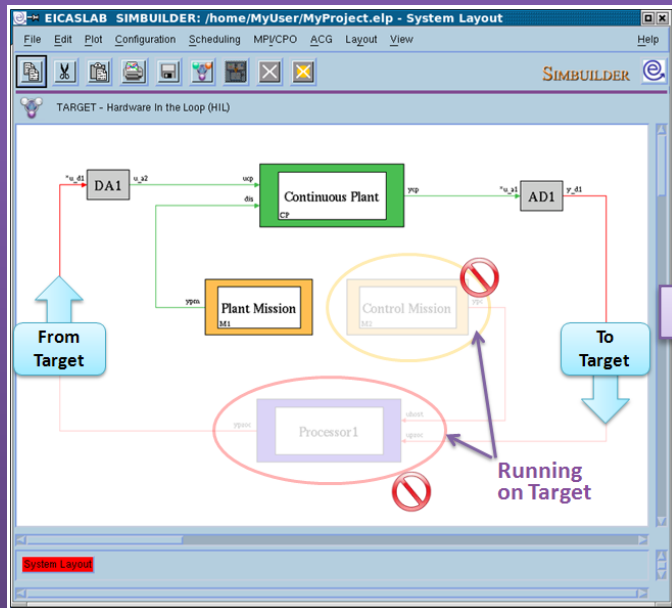 EICASLAB SIMBUILDER: /home/MyUser/MyProject.elp - System Layout
File Edit Plot Configuration Scheduling MPI/CPO ACG Layout View Help
SIMBUILDER
TARGET - Hardware In the Loop (HIL)
*u_d1 DA1 u_a2 ucp Continuous Plant ycp *u_a1 AD1 y_d1
dis
CP
ypm Plant Mission Control Mission
M1 M2
From
Target
To
Target
Processor1
Running
on Target
System Layout